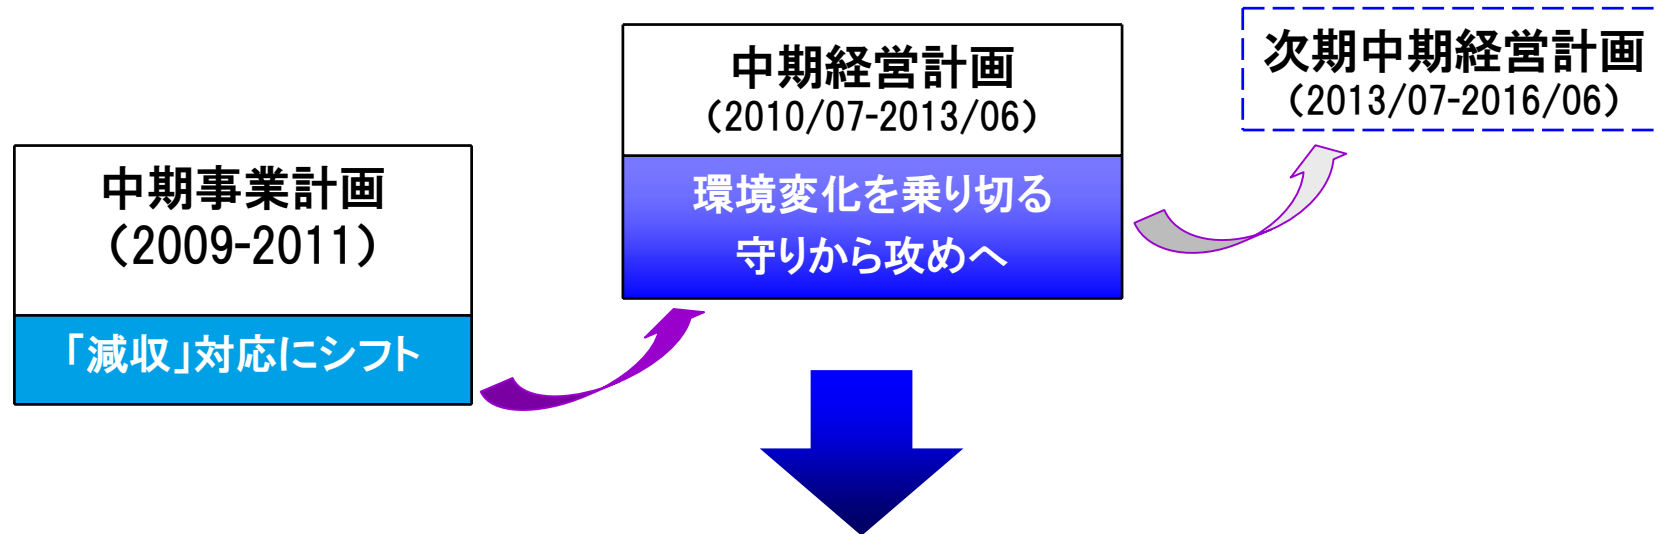 中期事業計画
（2009-2011）
「減収」対応にシフト
中期経営計画
（2010/07-2013/06）
環境変化を乗り切る
守りから攻めへ
次期中期経営計画
（2013/07-2016/06）